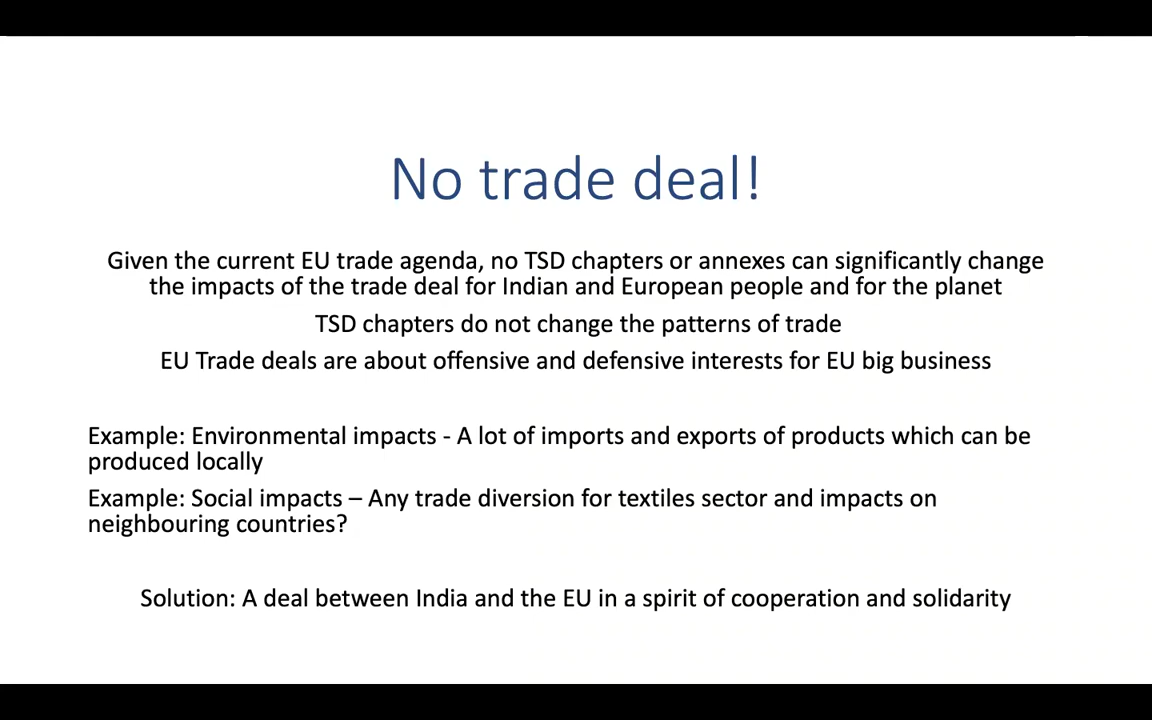 No trade deal!
Given the current EU trade agenda, no TSD chapters or annexes can significantly change
the impacts of the trade deal for Indian and European people and for the planet
TSD chapters do not change the patterns of trade
EU Trade deals are about offensive and defensive interests for EU big business
Example: Environmental impacts - A lot of imports and exports of products which can be
produced locally
Example: Social impacts – Any trade diversion for textiles sector and impacts on
neighbouring countries?
Solution: A deal between India and the EU in a spirit of cooperation and solidarity